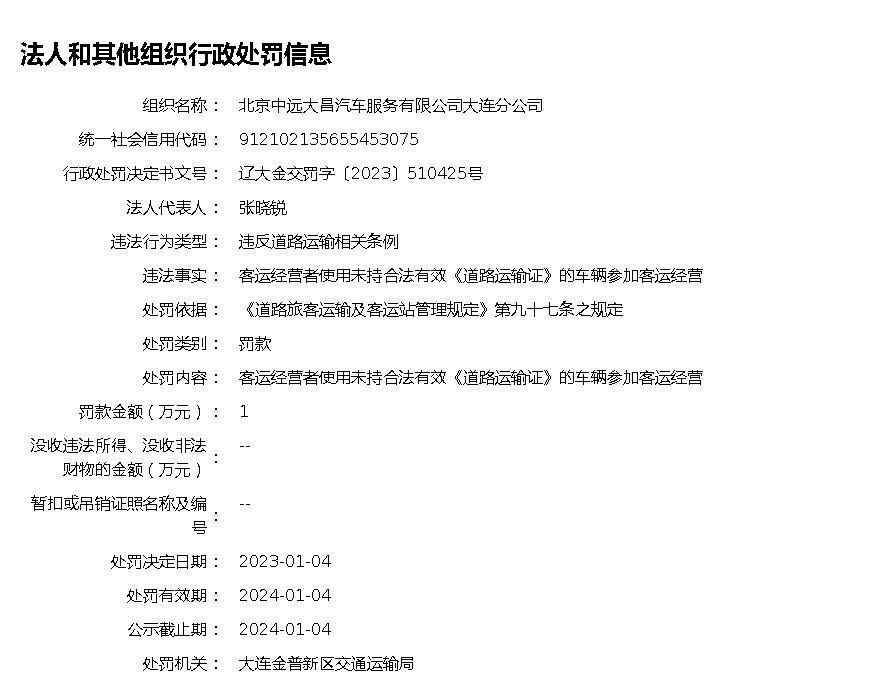 法人和其他组织行政处罚信息
组织名称： 北京中远大昌汽车服务有限公司大连分公司
统一社会信用代码： 912102135655453075
行政处罚决定书文号： 辽大金交罚字〔2023〕510425号
法人代表人： 张晓锐
违法行为类型： 违反道路运输相关条例
违法事实： 客运经营者使用未持合法有效《道路运输证》的车辆参加客运经营
处罚依据： 《道路旅客运输及客运站管理规定》第九十七条之规定
处罚类别： 罚款
处罚内容： 客运经营者使用未持合法有效《道路运输证》的车辆参加客运经营
罚款金额（万元）： 1
没收违法所得、没收非法
财物的金额（万元）： --
暂扣或吊销证照名称及编
号： --
处罚决定日期： 2023-01-04
处罚有效期： 2024-01-04
公示截止期： 2024-01-04
处罚机关： 大连金普新区交通运输局